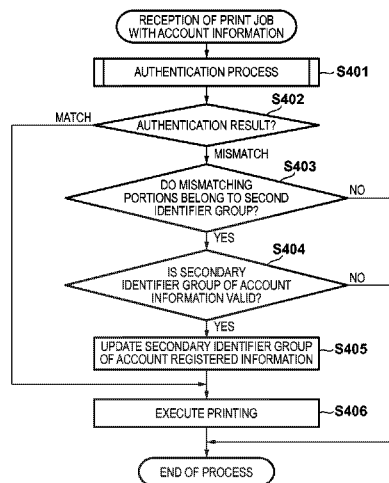 RECEPTION OF PRINT JOB
WITH ACCOUNT INFORMATION
AUTHENTICATION PROCESS
S401
S402
MATCH
AUTHENTICATION RESULT?
MISMATCH
S403
DO MISMATCHING
PORTIONS BELONG TO SECOND
IDENTIFIER GROUP?
NO
YES
S404
IS SECONDARY
IDENTIFIER GROUP OF ACCOUNT
INFORMATION VALID?
NO
YES
UPDATE SECONDARY IDENTIFIER GROUP
OF ACCOUNT REGISTERED INFORMATION
S405
EXECUTE PRINTING
S406
END OF PROCESS